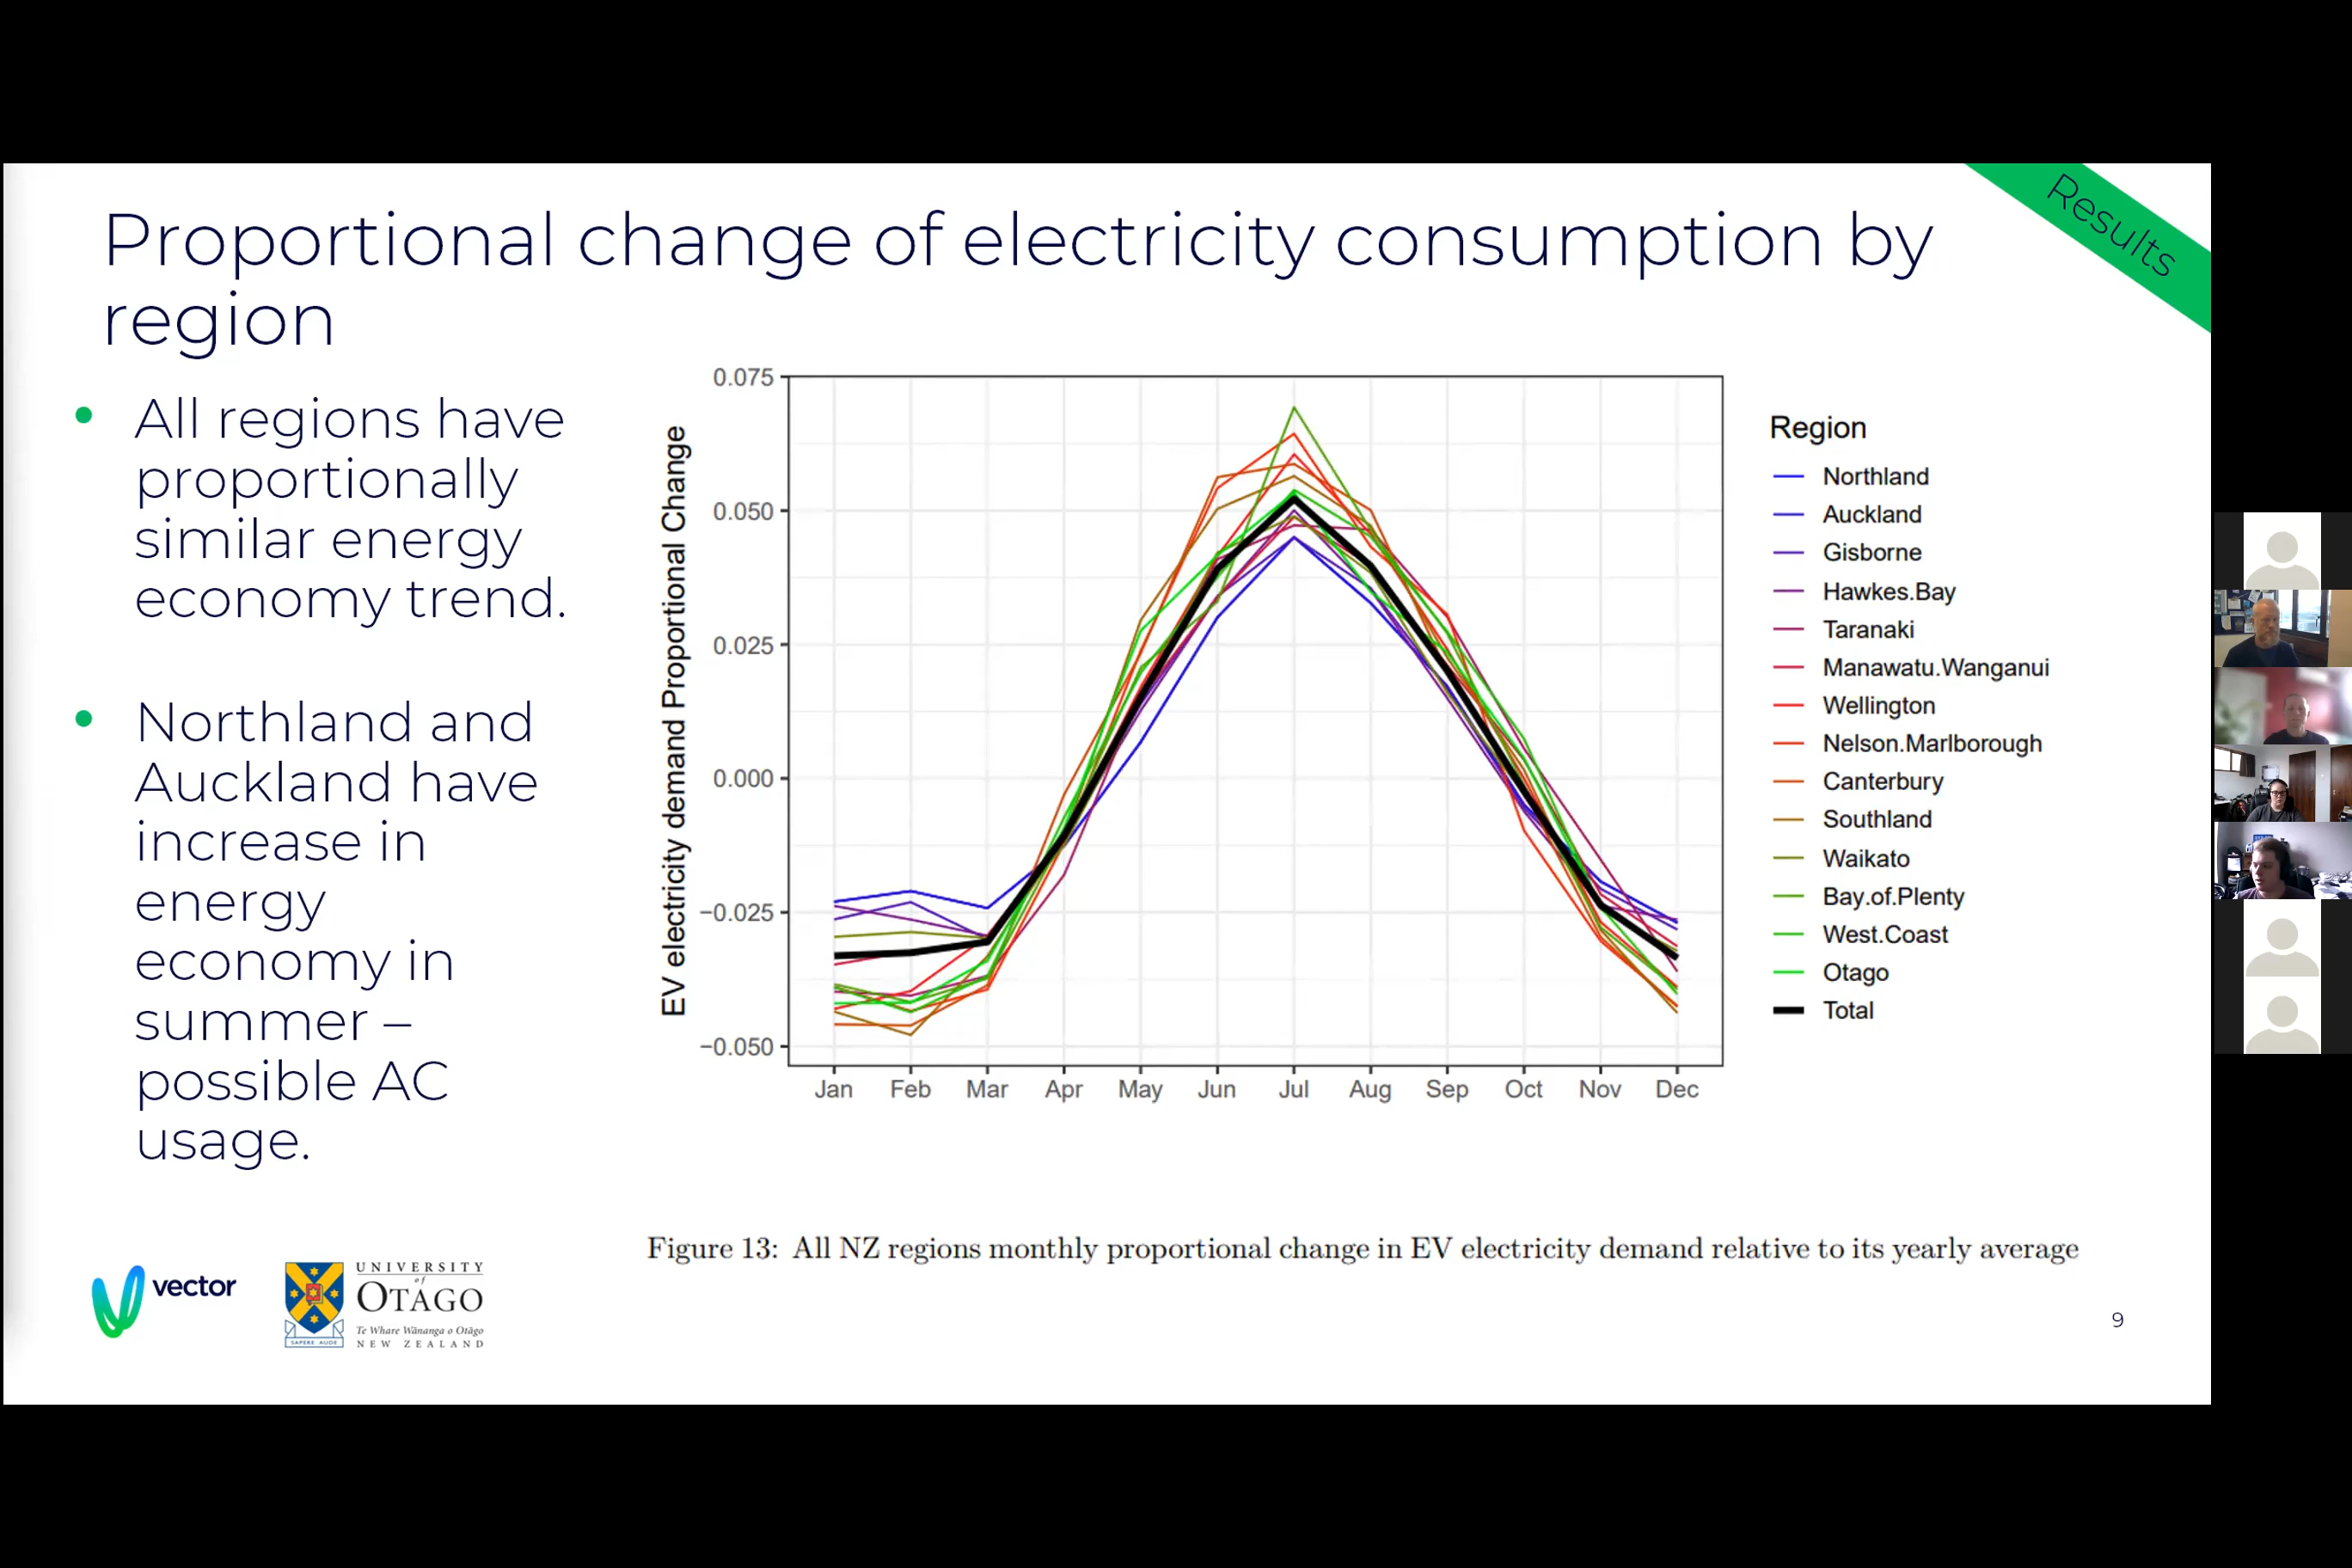 Results
Proportional change of electricity consumption by
region
• All regions have
proportionally
similar energy
economy trend.
• Northland and
Auckland have
increase in
energy
economy in
summer –
possible AC
usage.
EV electricity demand Proportional Change
0.075
0.050
0.025
0.000
−0.025
−0.050
Jan Feb Mar Apr May Jun Jul Aug Sep Oct Nov Dec
Region
Northland
Auckland
Gisborne
Hawkes.Bay
Taranaki
Manawatu.Wanganui
Wellington
Nelson.Marlborough
Canterbury
Southland
Waikato
Bay.of.Plenty
West.Coast
Otago
Total
Figure 13: All NZ regions monthly proportional change in EV electricity demand relative to its yearly average
vector
UNIVERSITY
of
OTAGO
Te Whare Wānanga o Otāgo
NEW ZEALAND
SAPERE AUDE
9